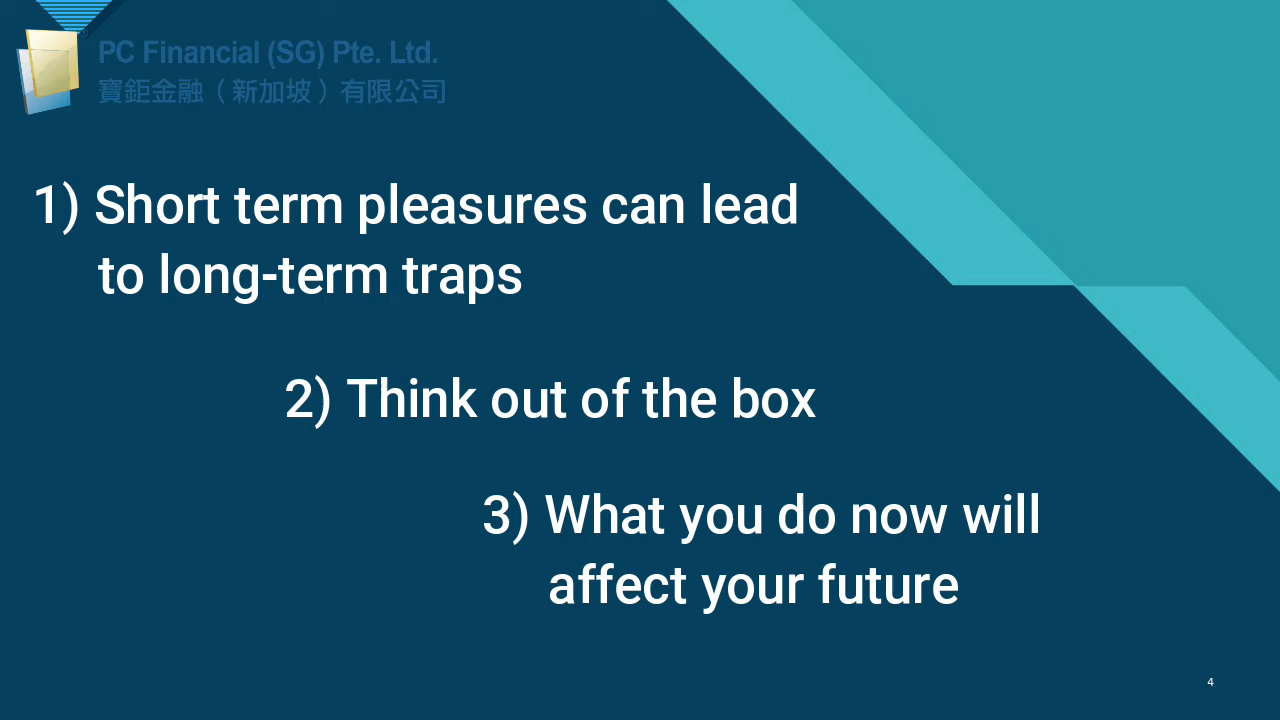 PC Financial (SG) Pte. Ltd.
寶鉅金融（新加坡）有限公司
1) Short term pleasures can lead
to long-term traps
2) Think out of the box
3) What you do now will
affect your future
4